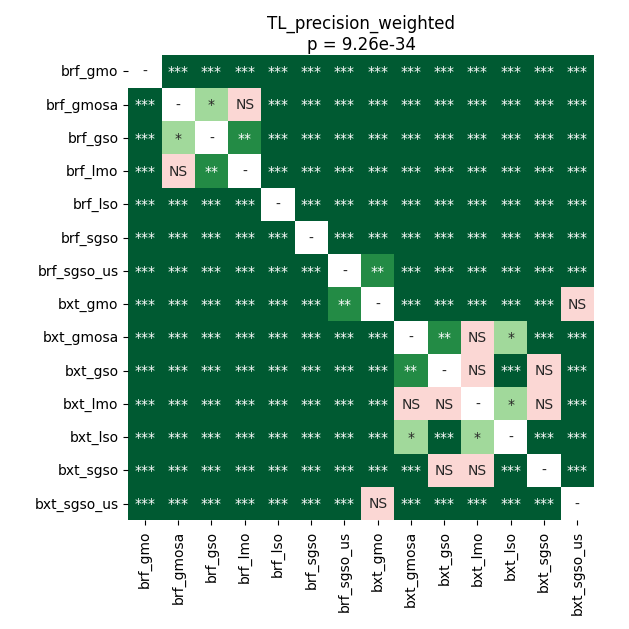 TL_precision_weighted
p = 9.26e-34
brf_gmo - *** *** *** *** *** *** *** *** *** *** *** *** ***
brf_gmosa *** - * NS *** *** *** *** *** *** *** *** *** ***
brf_gso *** * - ** *** *** *** *** *** *** *** *** *** ***
brf_lmo *** NS ** - *** *** *** *** *** *** *** *** *** ***
brf_lso *** *** *** *** - *** *** *** *** *** *** *** *** ***
brf_sgso *** *** *** *** *** - *** *** *** *** *** *** *** ***
brf_sgso_us *** *** *** *** *** *** - ** *** *** *** *** *** ***
bxt_gmo *** *** *** *** *** *** ** - *** *** *** *** *** NS
bxt_gmosa *** *** *** *** *** *** *** *** - ** NS * *** ***
bxt_gso *** *** *** *** *** *** *** *** ** - NS *** NS ***
bxt_lmo *** *** *** *** *** *** *** *** NS NS - * NS ***
bxt_lso *** *** *** *** *** *** *** *** * *** * - *** ***
bxt_sgso *** *** *** *** *** *** *** *** *** NS NS *** - ***
bxt_sgso_us *** *** *** *** *** *** *** NS *** *** *** *** *** -
brf_gmo
brf_gmosa
brf_gso
brf_lmo
brf_lso
brf_sgso
brf_sgso_us
bxt_gmo
bxt_gmosa
bxt_gso
bxt_lmo
bxt_lso
bxt_sgso
bxt_sgso_us